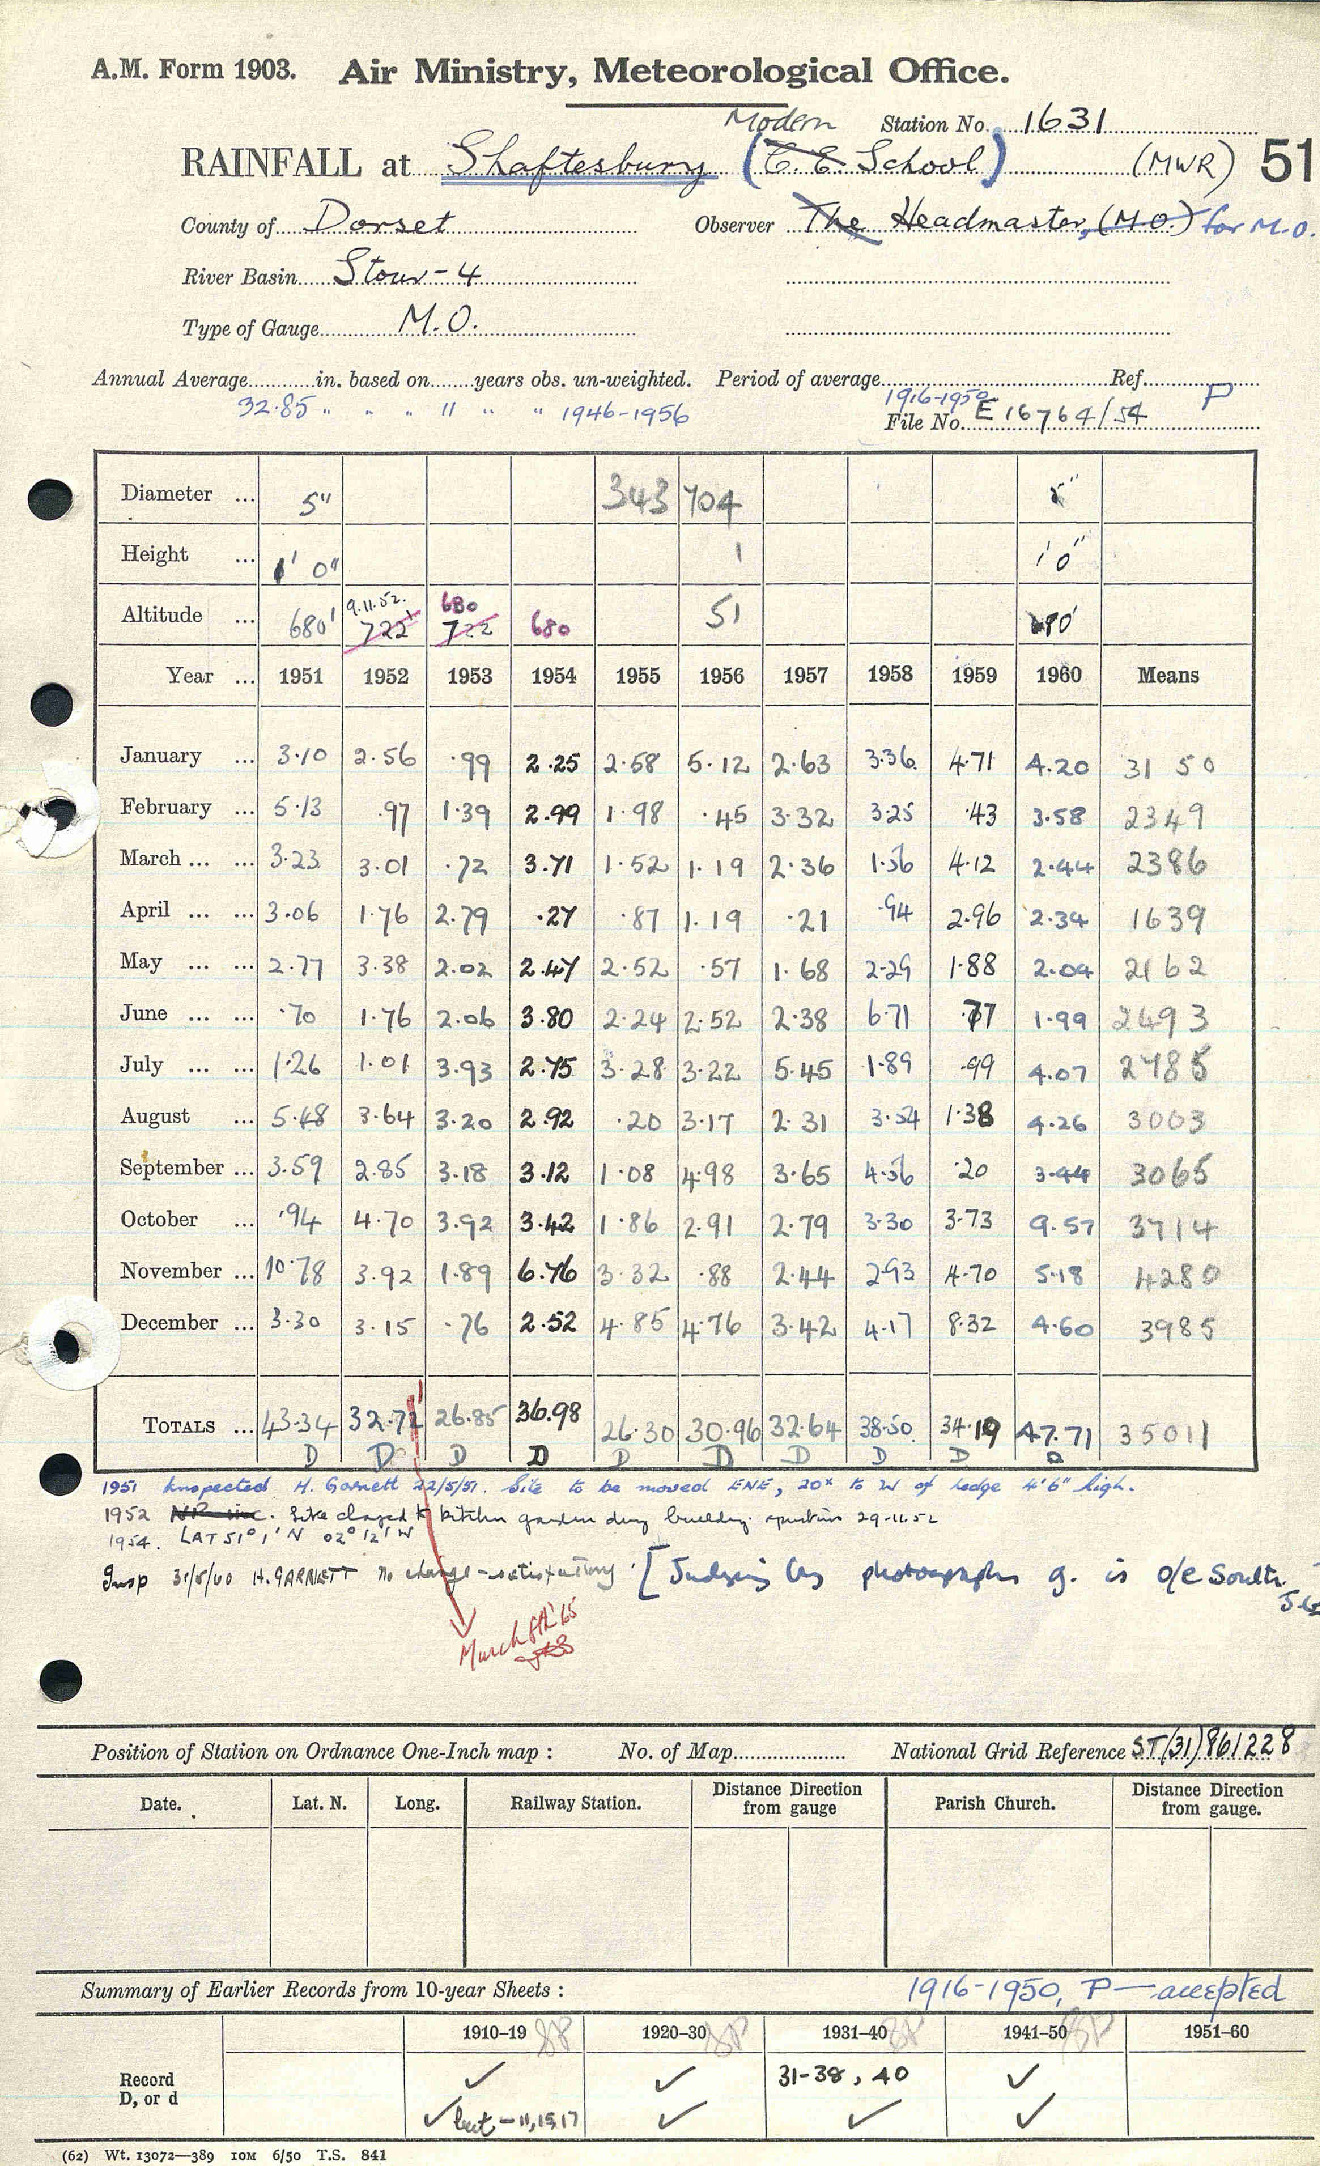 A.M. Form 1903. Air Ministry, Meteorological Office.
Modern Station No. 1631
RAINFALL at Shaftesbury (C.E. School) (MWR) 51
County of Dorset Observer The Headmaster, (M.O.) for M.O.
River Basin Stour-4
Type of Gauge M.O.
Annual Average in. based on years obs. un-weighted. Period of average Ref.
32.85 " " " 11 " " 1946-1956 1916-1950 P
File No. E 16764/54
Diameter ... 5" 343 704 5"
Height ... 1' 0" 1 1' 0"
Altitude ... 680' 9.11.52. 722' 680 722 680 51 680'
Year ... 1951 1952 1953 1954 1955 1956 1957 1958 1959 1960 Means
January ... 3.10 2.56 .99 2.25 2.58 5.12 2.63 3.36 4.71 4.20 31 50
February ... 5.13 .97 1.39 2.99 1.98 .45 3.32 3.25 .43 3.58 2349
March ... ... 3.23 3.01 .72 3.71 1.52 1.19 2.36 1.56 4.12 2.44 2386
April ... ... 3.06 1.76 2.79 .27 .87 1.19 .21 .94 2.96 2.34 1639
May ... ... 2.77 3.38 2.02 2.47 2.52 .57 1.68 2.29 1.88 2.04 2162
June ... ... .70 1.76 2.06 3.80 2.24 2.52 2.38 6.71 .77 1.99 2493
July ... ... 1.26 1.01 3.93 2.75 3.28 3.22 5.45 1.89 .99 4.07 2785
August ... 5.48 3.64 3.20 2.92 .20 3.17 2.31 3.54 1.38 4.26 3003
September ... 3.59 2.85 3.18 3.12 1.08 4.98 3.65 4.56 .20 3.44 3065
October ... .94 4.70 3.92 3.42 1.86 2.91 2.79 3.30 3.73 9.57 3714
November ... 10.78 3.92 1.89 6.76 3.32 .88 2.44 2.93 4.70 5.18 4280
December ... 3.30 3.15 .76 2.52 4.85 4.76 3.42 4.17 8.32 4.60 3985
TOTALS ... 43.34 32.71 26.85 36.98 26.30 30.96 32.64 38.50 34.19 47.71 35011
D D D D D D D D D D
1951 Inspected H. Garnett 22/5/51. Site to be moved ENE, 20x to W of hedge 4'6" high.
1952 Site changed to kitchen garden building 29.11.52
1954. LAT 51° 1' N 02° 12' W
Insp 31/5/60 H. GARNETT No change - satisfactory. [Judging by photographs g. is o/e South.
March 8th '65
Position of Station on Ordnance One-Inch map : No. of Map National Grid Reference ST(31)861228
Date. Lat. N. Long. Railway Station. Distance Direction from gauge Parish Church. Distance Direction from gauge.
Summary of Earlier Records from 10-year Sheets : 1916-1950, P — accepted
1910-19 1920-30 1931-40 1941-50 1951-60
Record ✓ ✓ 31-38, 40 ✓
D, or d ✓ but - 11,15,17 ✓ ✓ ✓
(62) Wt. 13072—389 10M 6/50 T.S. 841